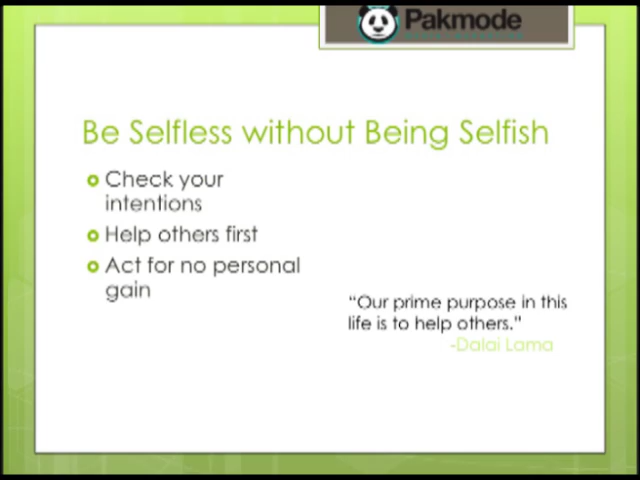 Pakmode
Be Selfless without Being Selfish
Check your
intentions
Help others first
Act for no personal
gain
“Our prime purpose in this
life is to help others.”
-Dalai Lama